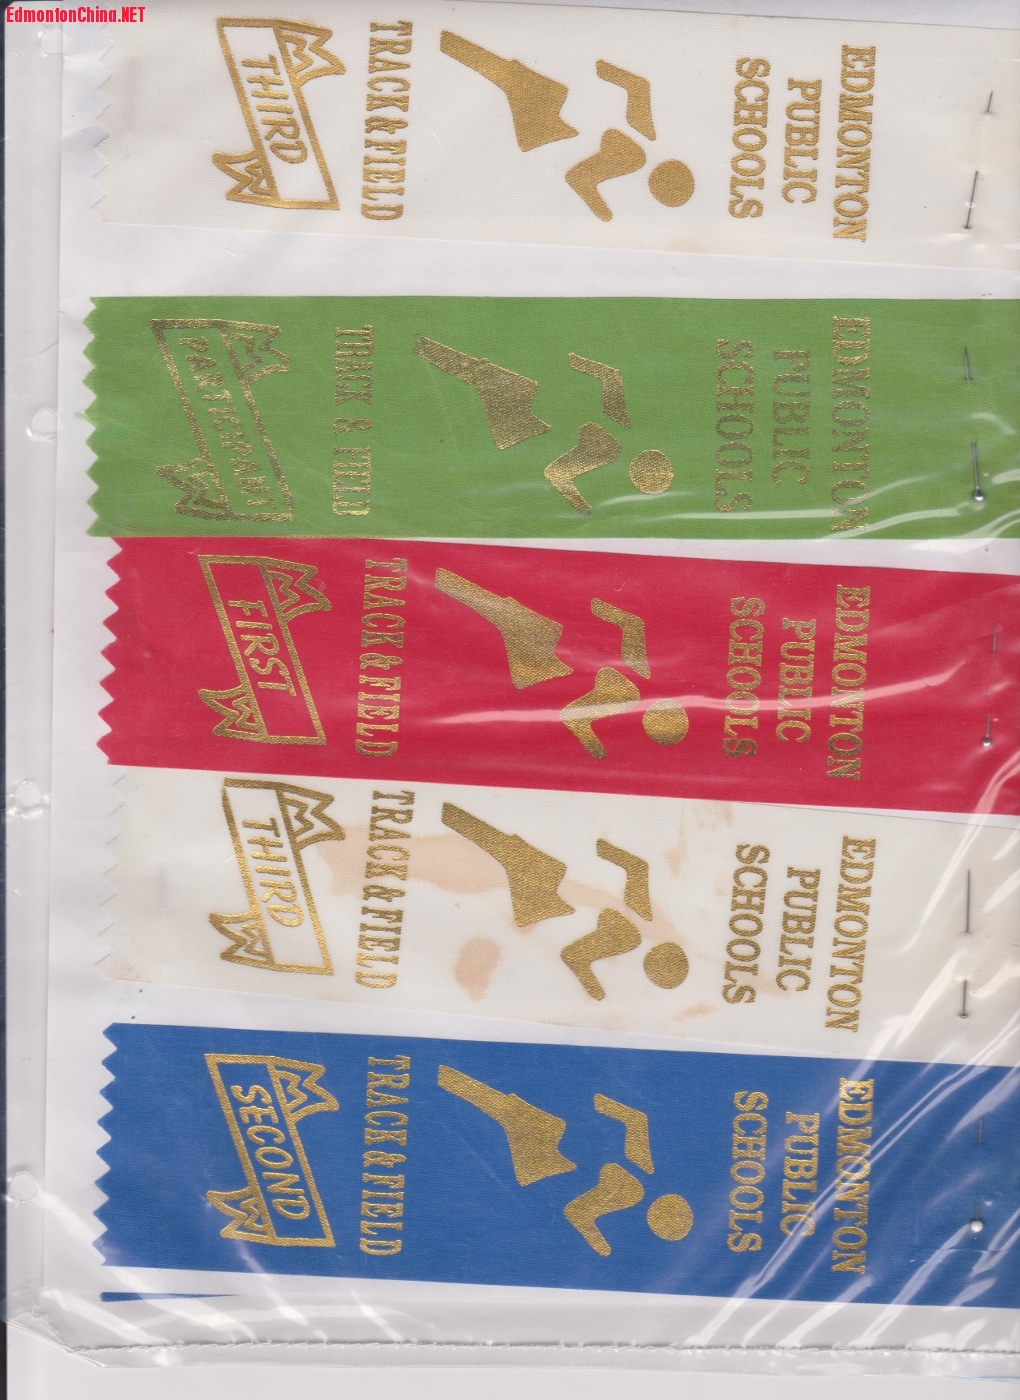 EdmontonChina.NET
EDMONTON
PUBLIC
SCHOOLS
TRACK & FIELD
THIRD
EDMONTON
PUBLIC
SCHOOLS
TRACK & FIELD
PARTICIPANT
EDMONTON
PUBLIC
SCHOOLS
TRACK & FIELD
FIRST
EDMONTON
PUBLIC
SCHOOLS
TRACK & FIELD
THIRD
EDMONTON
PUBLIC
SCHOOLS
TRACK & FIELD
SECOND